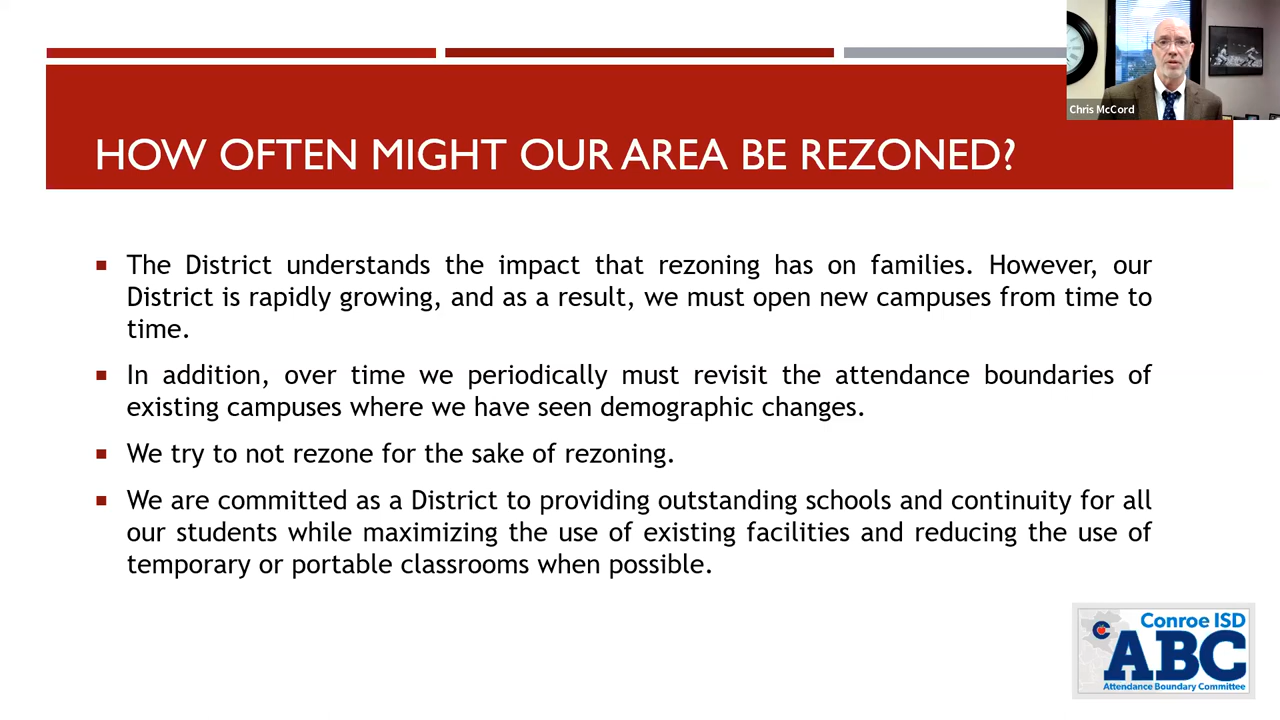 Chris McCord
HOW OFTEN MIGHT OUR AREA BE REZONED?
The District understands the impact that rezoning has on families. However, our
District is rapidly growing, and as a result, we must open new campuses from time to
time.
In addition, over time we periodically must revisit the attendance boundaries of
existing campuses where we have seen demographic changes.
We try to not rezone for the sake of rezoning.
We are committed as a District to providing outstanding schools and continuity for all
our students while maximizing the use of existing facilities and reducing the use of
temporary or portable classrooms when possible.
Conroe ISD
C ABC
Attendance Boundary Committee